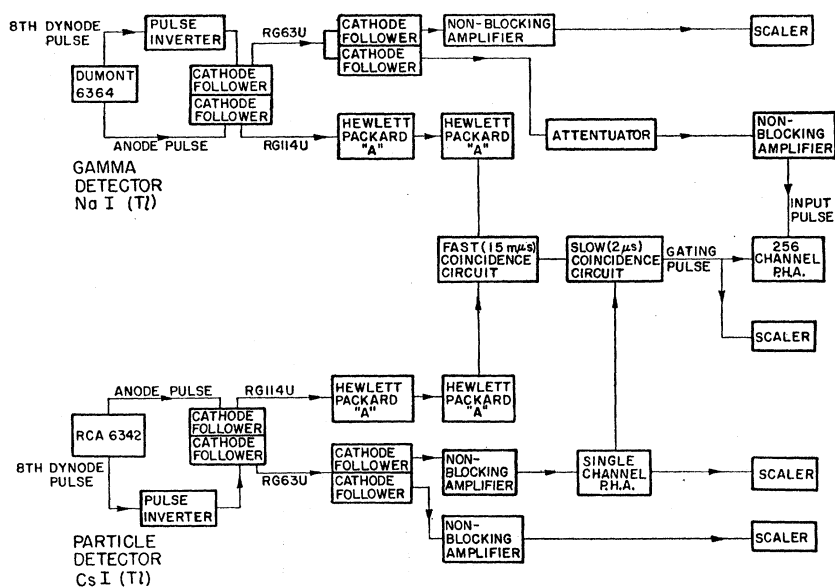 8TH DYNODE
PULSE
PULSE
INVERTER
DUMONT
6364
CATHODE
FOLLOWER
CATHODE
FOLLOWER
ANODE PULSE
GAMMA
DETECTOR
Na I (Tl)
RG63U
RG114U
CATHODE
FOLLOWER
CATHODE
FOLLOWER
NON-BLOCKING
AMPLIFIER
SCALER
HEWLETT
PACKARD
"A"
HEWLETT
PACKARD
"A"
ATTENTUATOR
NON-
BLOCKING
AMPLIFIER
INPUT
PULSE
FAST (15 mμs)
COINCIDENCE
CIRCUIT
SLOW (2μs)
COINCIDENCE
CIRCUIT
GATING
PULSE
256
CHANNEL
P.H.A.
SCALER
ANODE PULSE
RG114U
HEWLETT
PACKARD
"A"
HEWLETT
PACKARD
"A"
RCA 6342
CATHODE
FOLLOWER
CATHODE
FOLLOWER
8TH DYNODE
PULSE
PULSE
INVERTER
RG63U
CATHODE
FOLLOWER
CATHODE
FOLLOWER
NON-
BLOCKING
AMPLIFIER
SINGLE
CHANNEL
P.H.A.
SCALER
NON-
BLOCKING
AMPLIFIER
SCALER
PARTICLE
DETECTOR
Cs I (Tl)